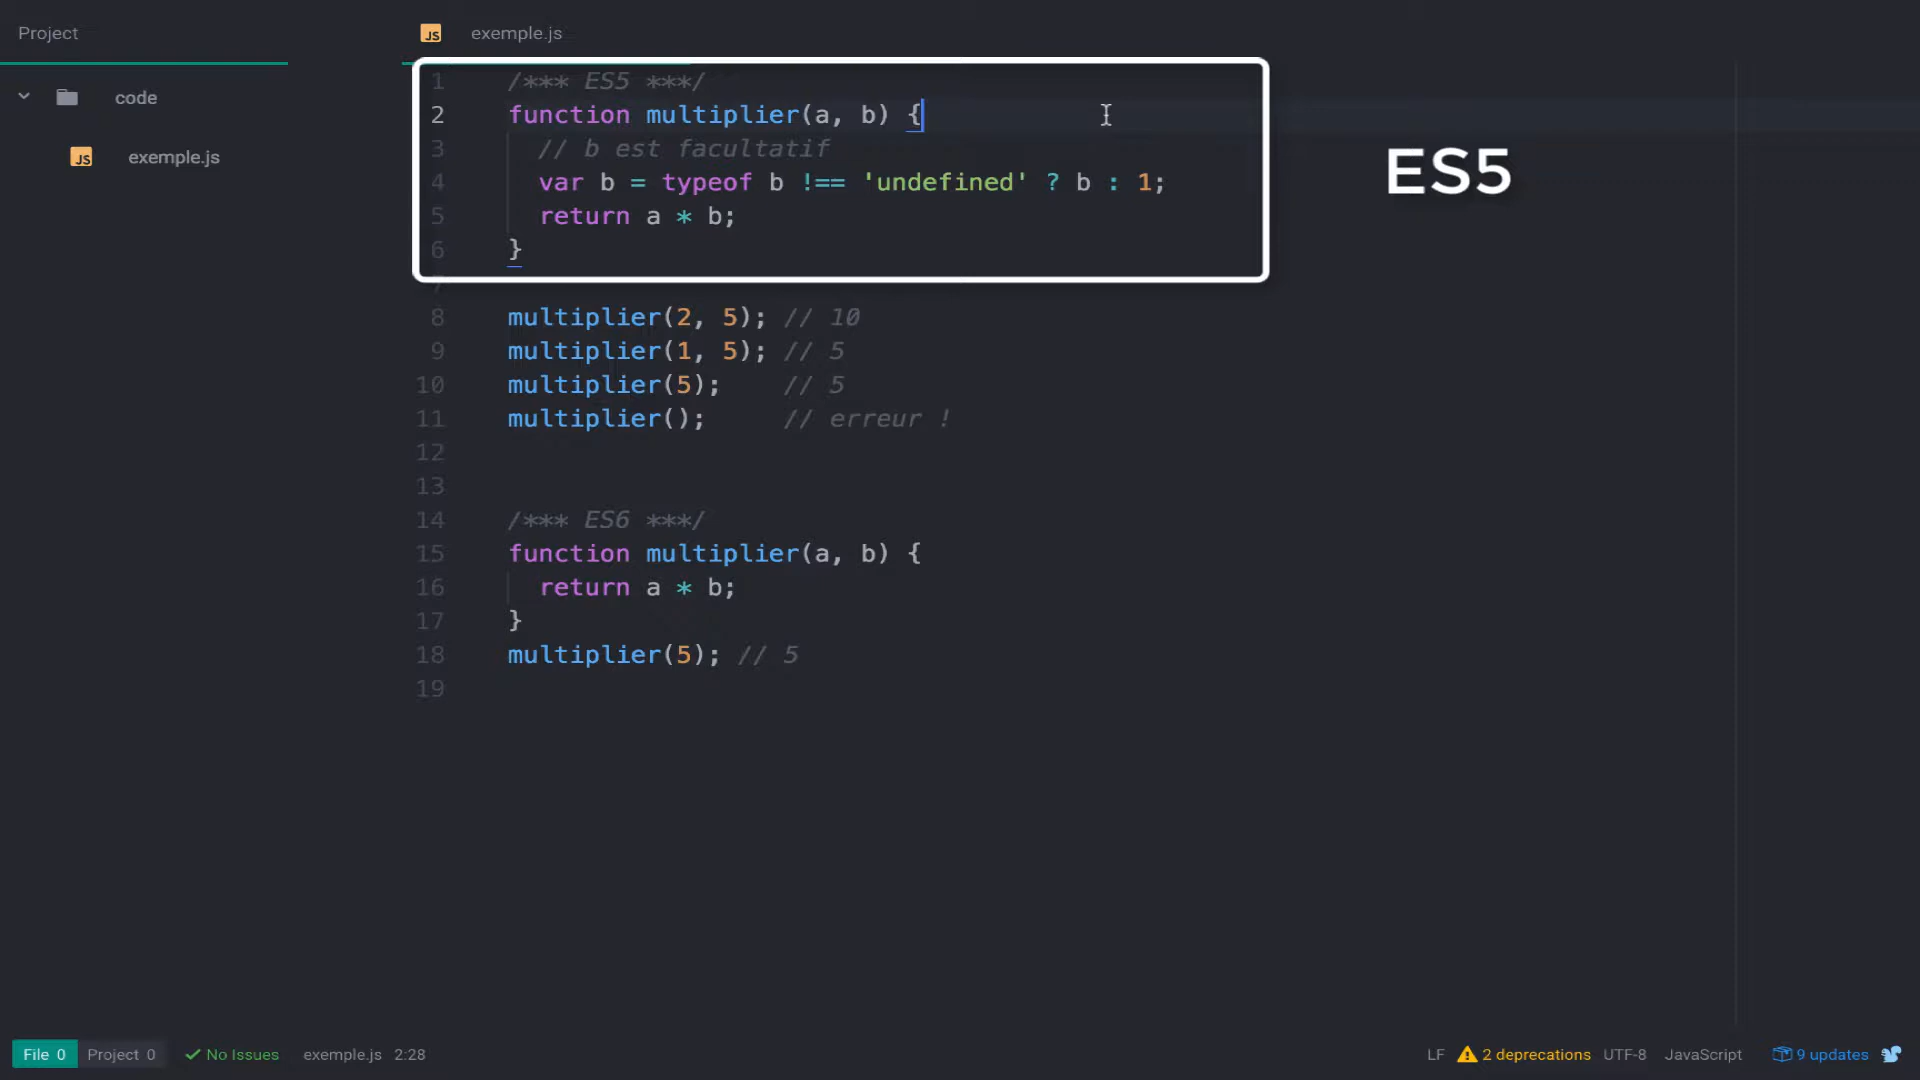 Project
JS exemple.js
code
JS exemple.js
1 /*** ES5 ***/
2 function multiplier(a, b) {
3 // b est facultatif
4 var b = typeof b !== 'undefined' ? b : 1;
5 return a * b;
6 }
7
ES5
8 multiplier(2, 5); // 10
9 multiplier(1, 5); // 5
10 multiplier(5); // 5
11 multiplier(); // erreur !
12
13
14 /*** ES6 ***/
15 function multiplier(a, b) {
16 return a * b;
17 }
18 multiplier(5); // 5
19
File 0 Project 0 No Issues exemple.js 2:28 LF 2 deprecations UTF-8 JavaScript 9 updates